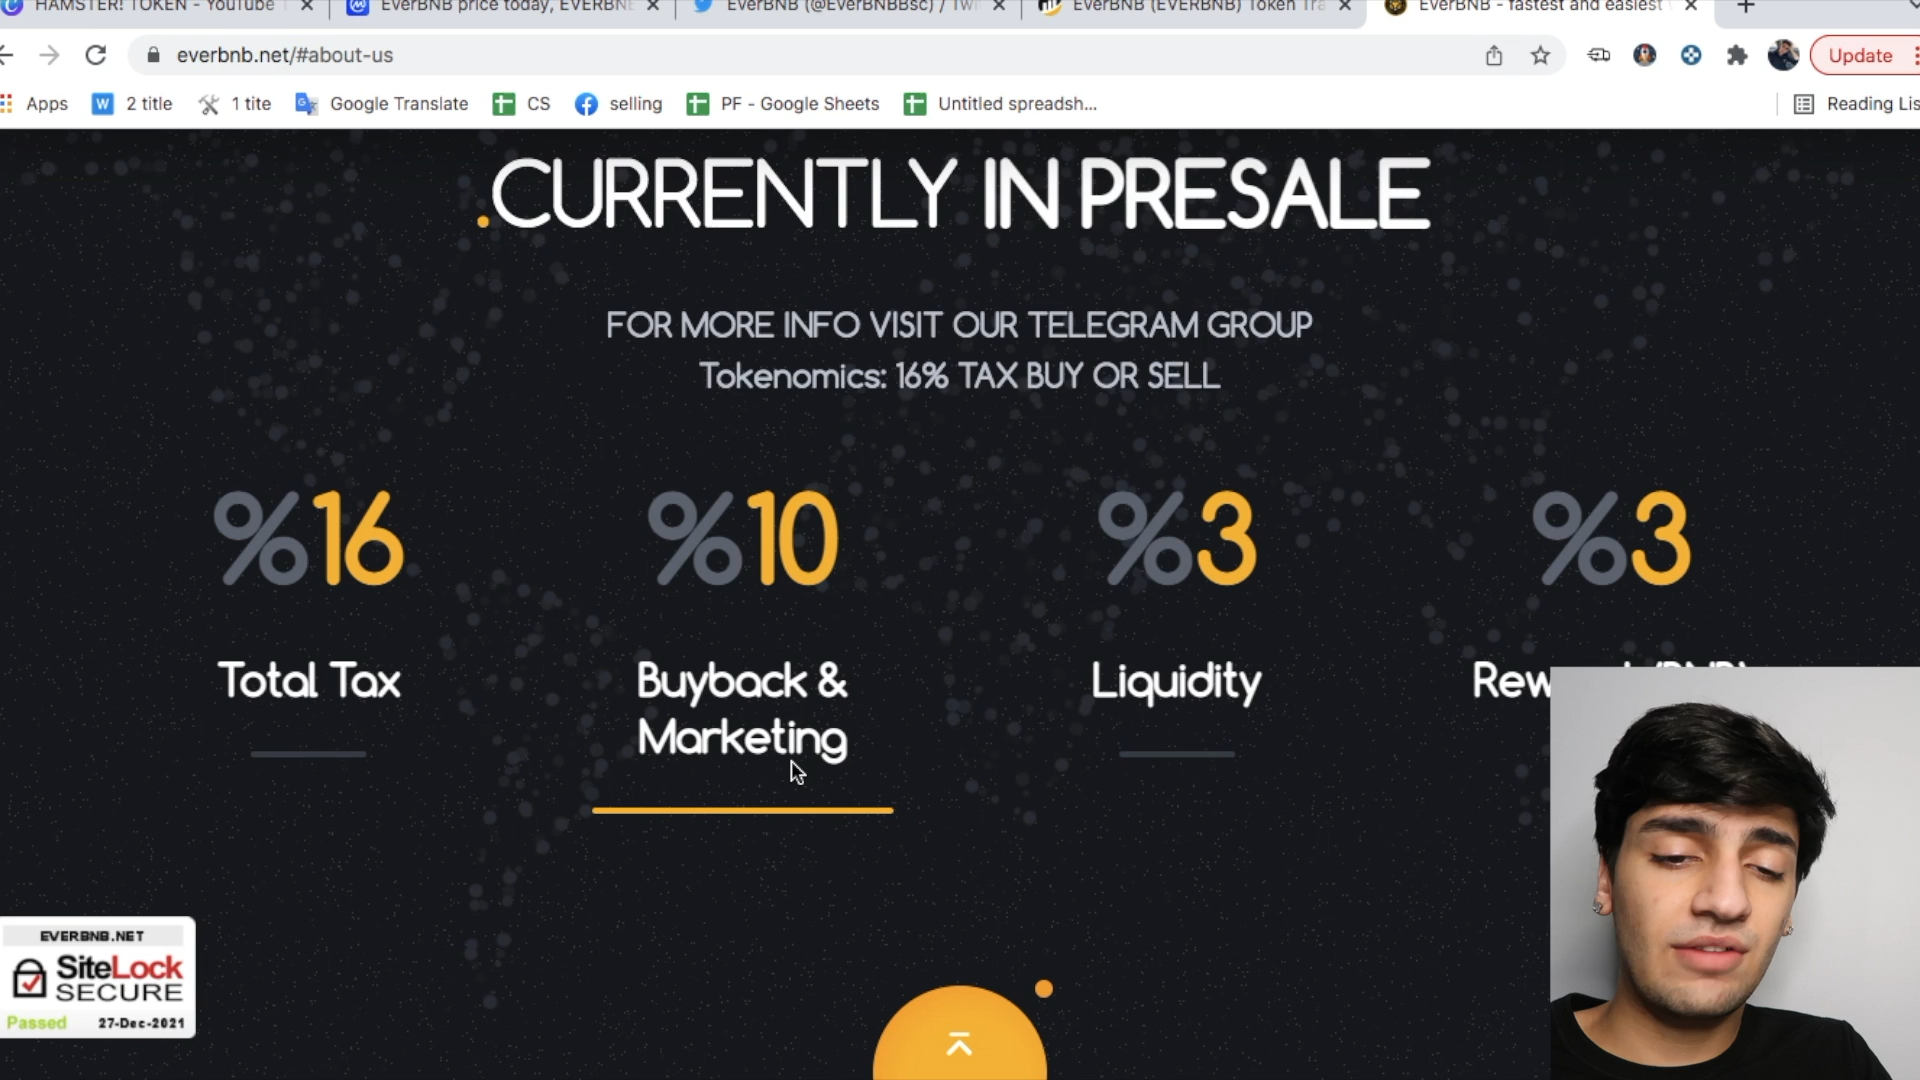 HAMSTER! TOKEN - YouTube
EverBNB price today, EVERBNB
EverBNB (@EverBNBBsc) / Twi
EverBNB (EVERBNB) Token Tra
EverBNB - fastest and easiest
everbnb.net/#about-us
Update
Apps
2 title
1 tite
Google Translate
CS
selling
PF - Google Sheets
Untitled spreadsh...
Reading Lis
.CURRENTLY IN PRESALE
FOR MORE INFO VISIT OUR TELEGRAM GROUP
Tokenomics: 16% TAX BUY OR SELL
%16
%10
%3
%3
Total Tax
Buyback &
Marketing
Liquidity
Rew
EVERBNB.NET
SiteLock
SECURE
Passed 27-Dec-2021